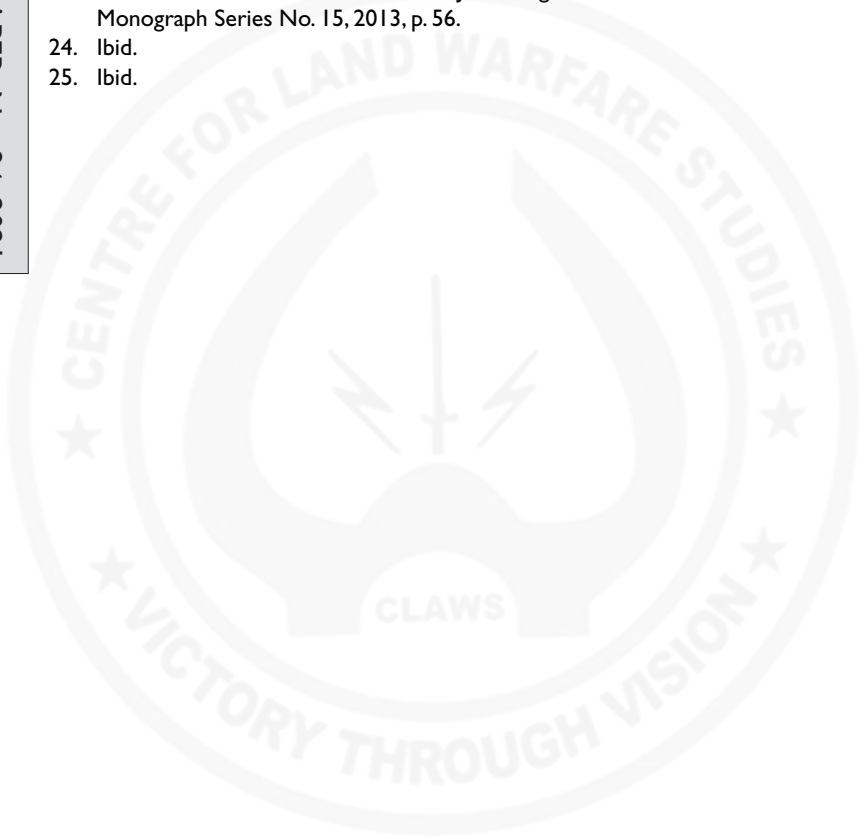 Monograph Series No. 15, 2013, p. 56.
24. Ibid.
25. Ibid.
★ CENTRE FOR LAND WARFARE STUDIES ★
CLAWS
★ VICTORY THROUGH VISION ★